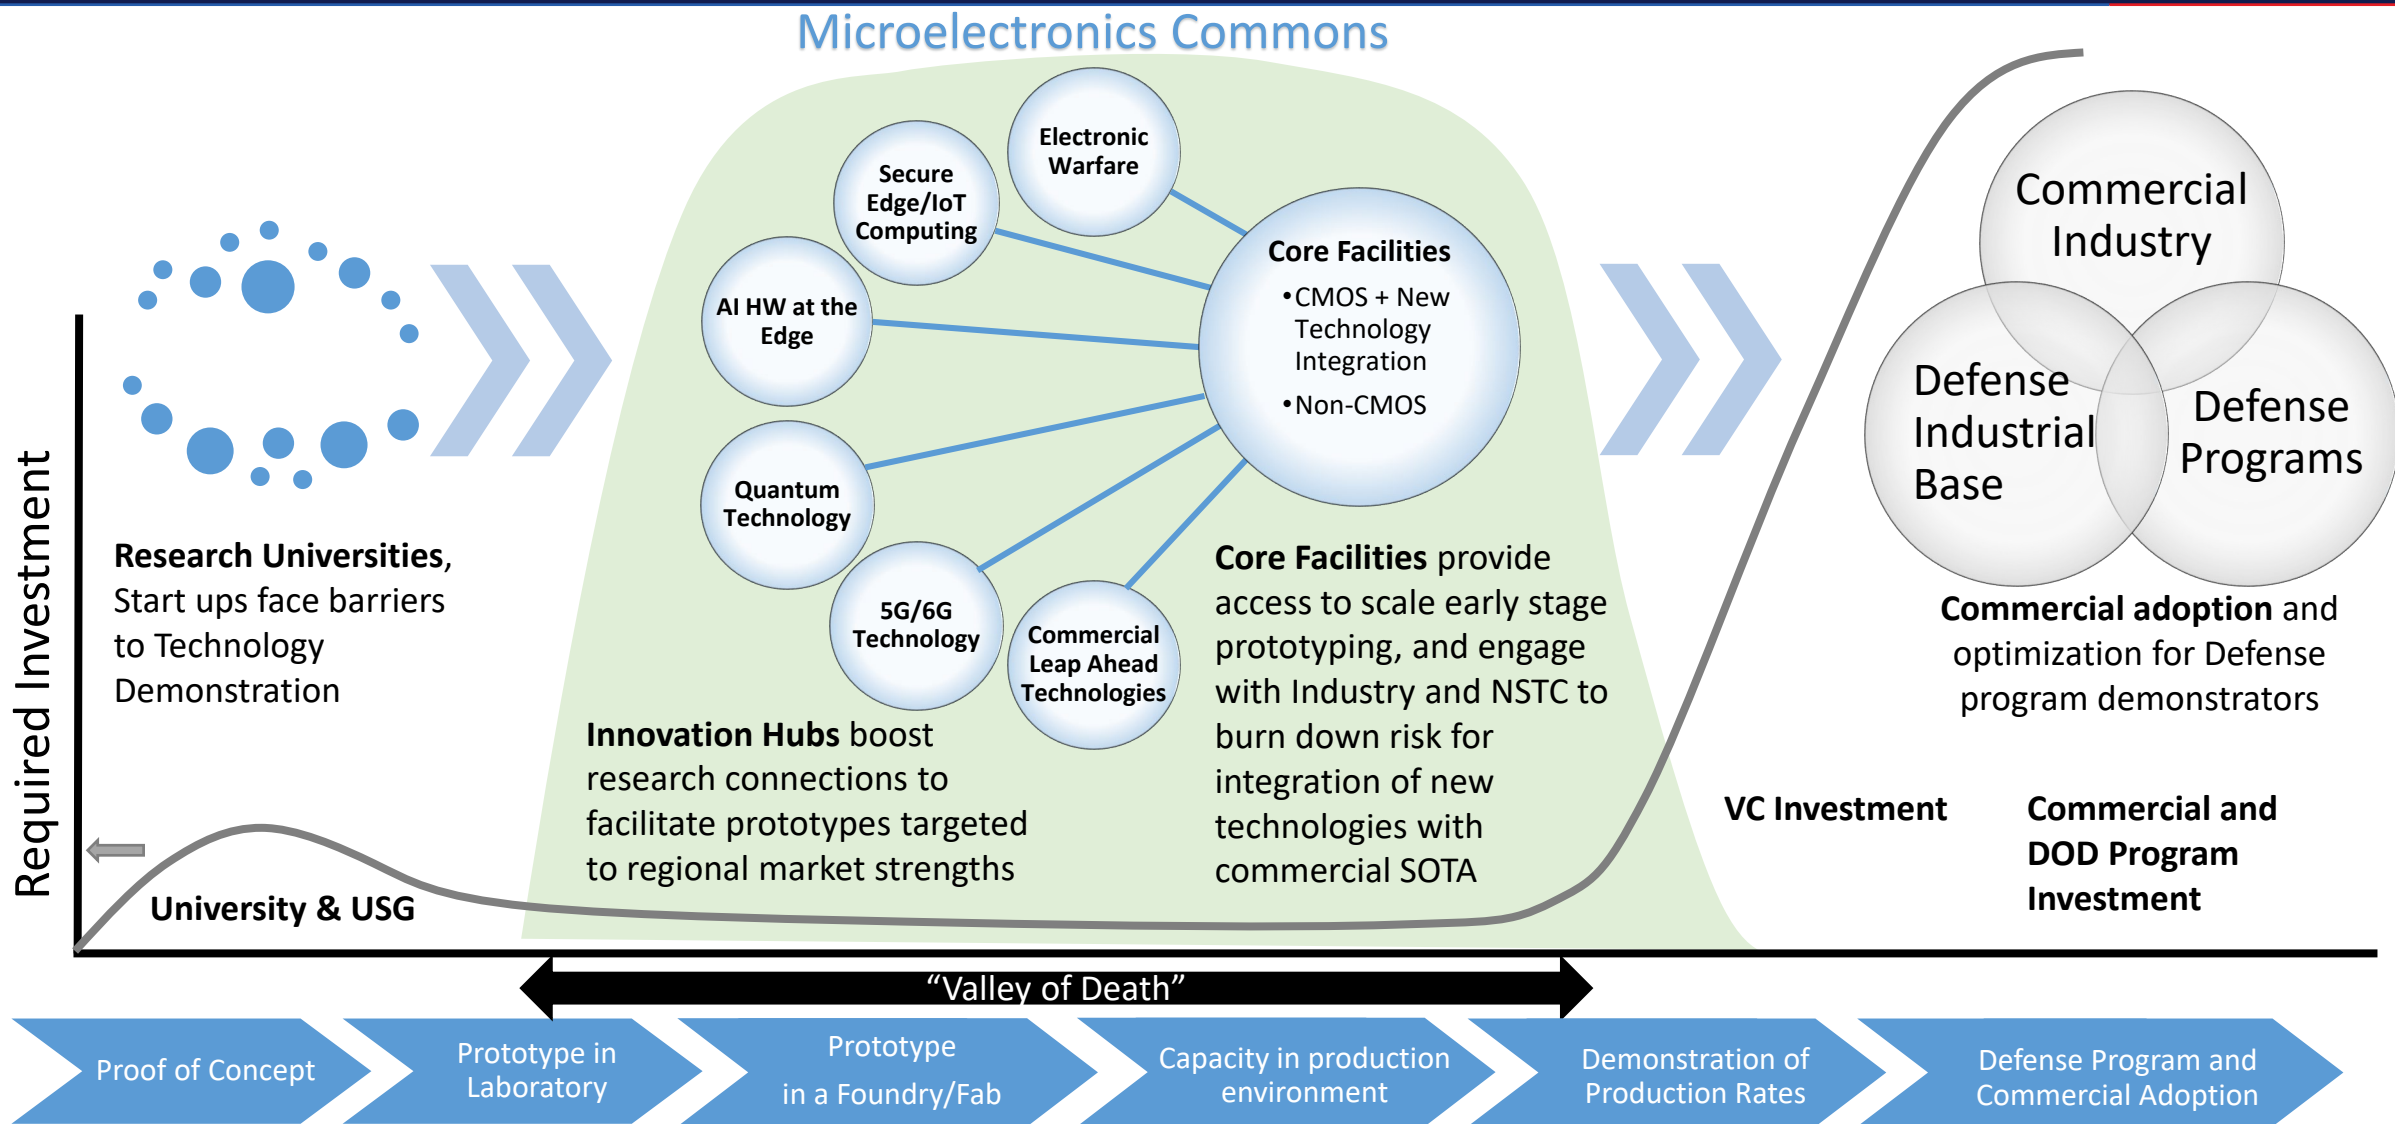 Microelectronics Commons
Electronic
Warfare
Secure
Edge/IoT
Computing
AI HW at the
Edge
Quantum
Technology
5G/6G
Technology
Commercial
Leap Ahead
Technologies
Core Facilities
•CMOS + New
Technology
Integration
•Non-CMOS
Commercial
Industry
Defense
Industrial
Base
Defense
Programs
Required Investment
Research Universities,
Start ups face barriers
to Technology
Demonstration
Innovation Hubs boost
research connections to
facilitate prototypes targeted
to regional market strengths
Core Facilities provide
access to scale early stage
prototyping, and engage
with Industry and NSTC to
burn down risk for
integration of new
technologies with
commercial SOTA
Commercial adoption and
optimization for Defense
program demonstrators
University & USG
VC Investment
Commercial and
DOD Program
Investment
“Valley of Death”
Proof of Concept
Prototype in
Laboratory
Prototype
in a Foundry/Fab
Capacity in production
environment
Demonstration of
Production Rates
Defense Program and
Commercial Adoption